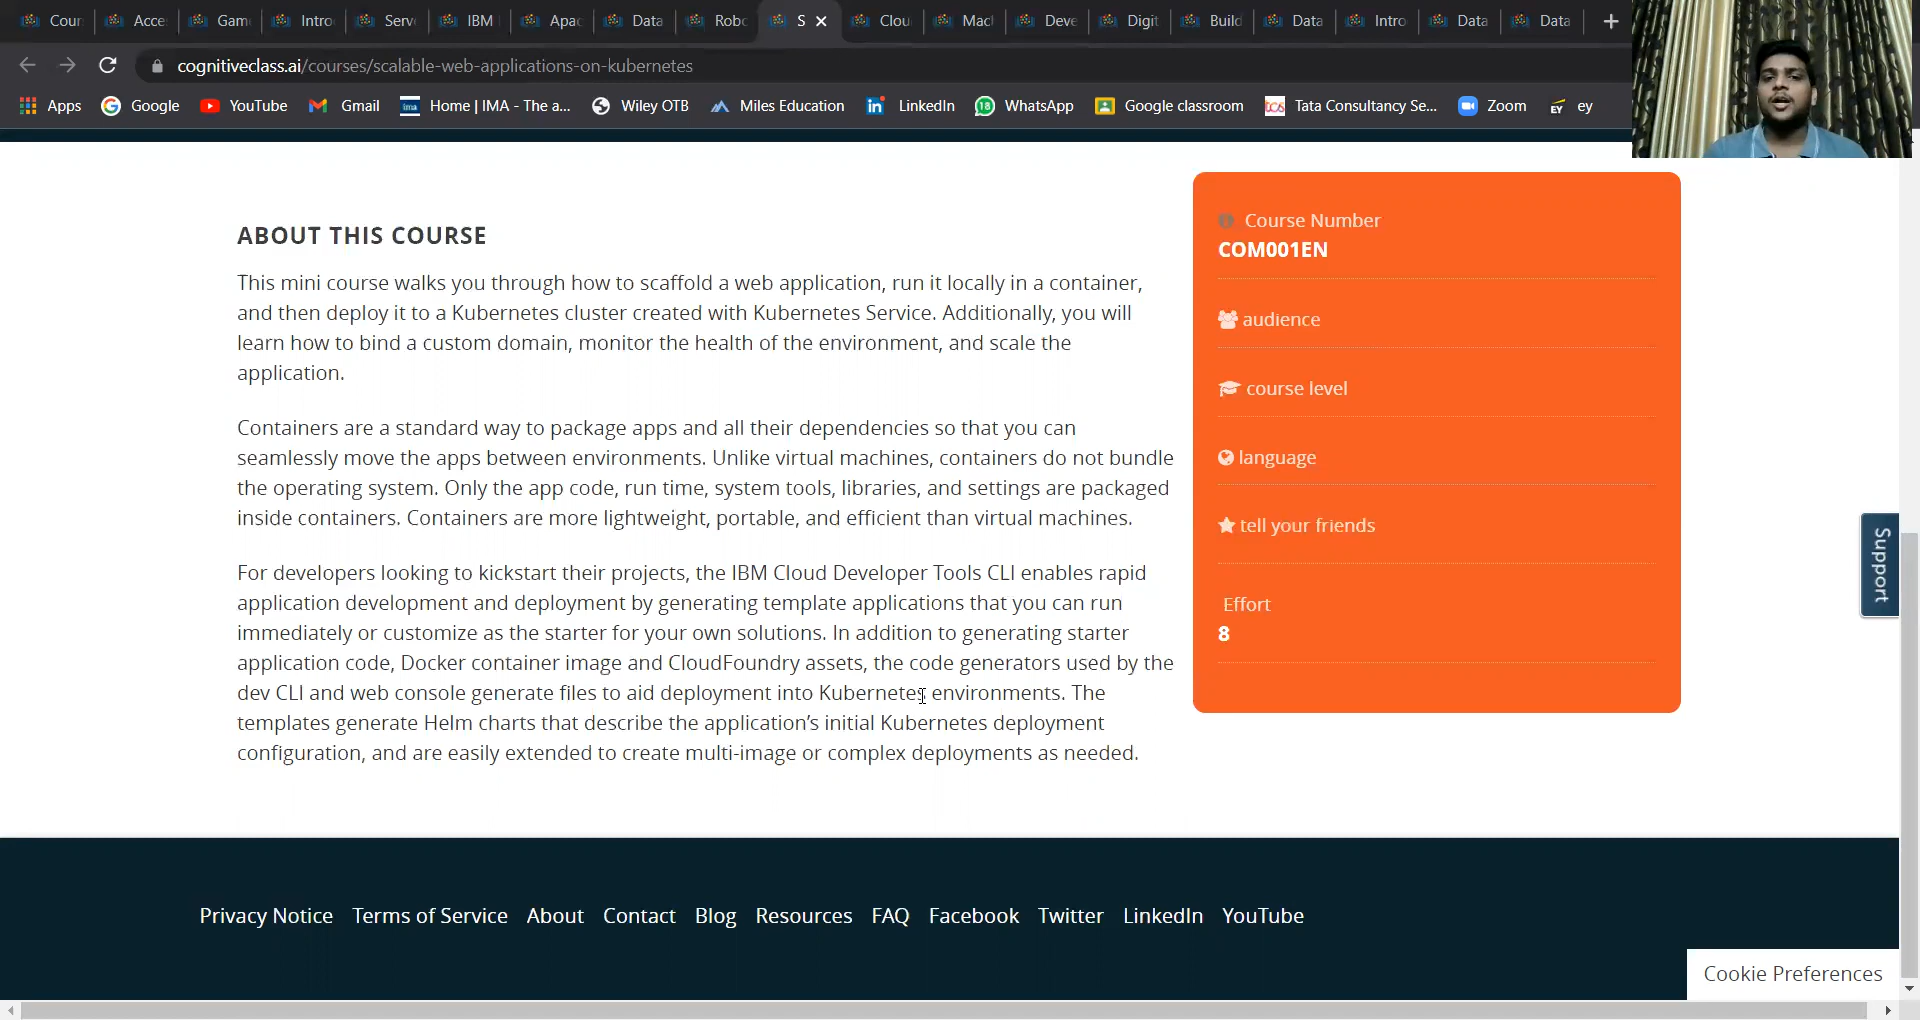 Cour Acce Gam Intro Serv IBM Apac Data Robo S Clou Mach Deve Digit Build Data Intro Data Data
cognitiveclass.ai/courses/scalable-web-applications-on-kubernetes
Apps Google YouTube Gmail Home | IMA - The a... Wiley OTB Miles Education LinkedIn WhatsApp Google classroom Tata Consultancy Se... Zoom ey
ABOUT THIS COURSE
This mini course walks you through how to scaffold a web application, run it locally in a container,
and then deploy it to a Kubernetes cluster created with Kubernetes Service. Additionally, you will
learn how to bind a custom domain, monitor the health of the environment, and scale the
application.
Containers are a standard way to package apps and all their dependencies so that you can
seamlessly move the apps between environments. Unlike virtual machines, containers do not bundle
the operating system. Only the app code, run time, system tools, libraries, and settings are packaged
inside containers. Containers are more lightweight, portable, and efficient than virtual machines.
For developers looking to kickstart their projects, the IBM Cloud Developer Tools CLI enables rapid
application development and deployment by generating template applications that you can run
immediately or customize as the starter for your own solutions. In addition to generating starter
application code, Docker container image and CloudFoundry assets, the code generators used by the
dev CLI and web console generate files to aid deployment into Kubernetes environments. The
templates generate Helm charts that describe the application’s initial Kubernetes deployment
configuration, and are easily extended to create multi-image or complex deployments as needed.
Course Number
COM001EN
audience
course level
language
tell your friends
Effort
8
Support
Privacy Notice Terms of Service About Contact Blog Resources FAQ Facebook Twitter LinkedIn YouTube
Cookie Preferences